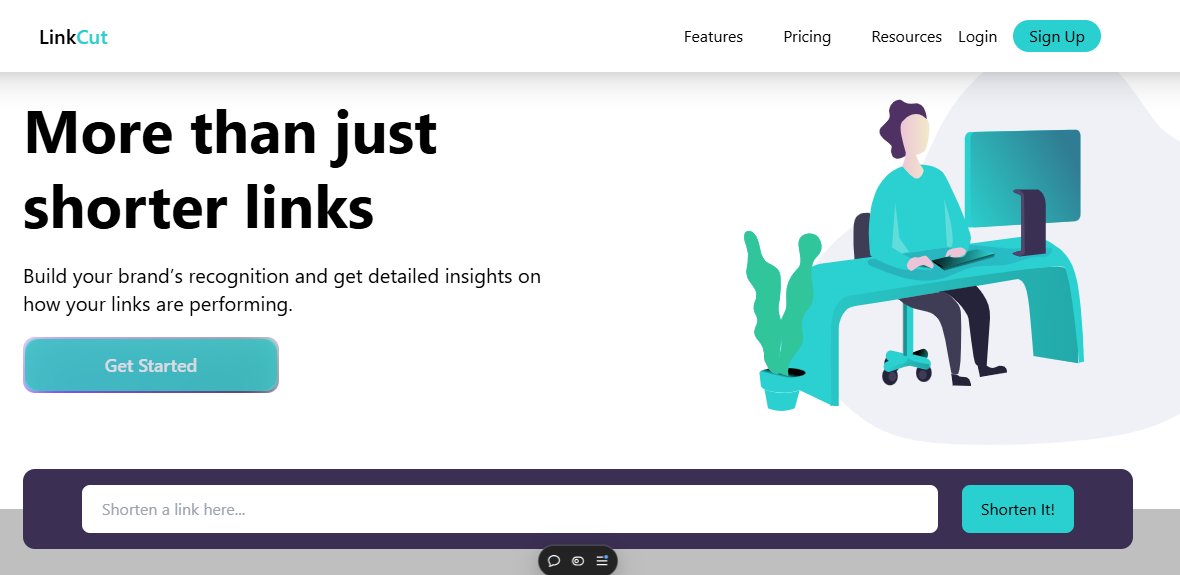 LinkCut
Features Pricing Resources Login Sign Up
More than just
shorter links
Build your brand’s recognition and get detailed insights on
how your links are performing.
Get Started
Shorten a link here...
Shorten It!